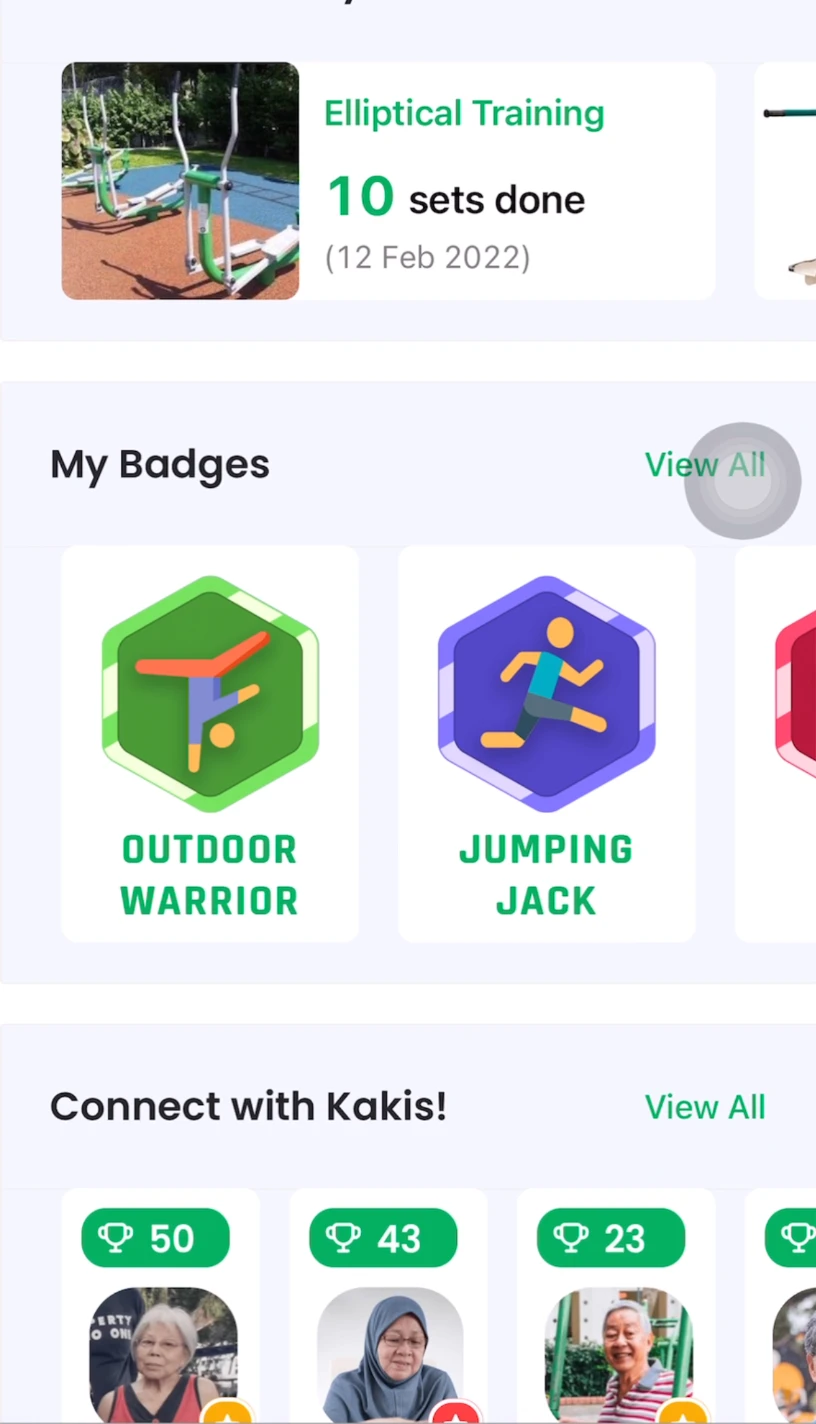 Elliptical Training
10 sets done
(12 Feb 2022)
My Badges
View All
OUTDOOR
WARRIOR
JUMPING
JACK
Connect with Kakis!
View All
50
43
23